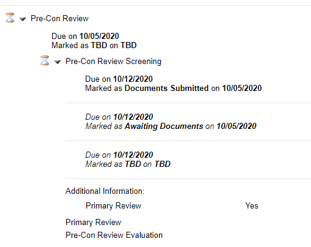 Pre-Con Review
Due on 10/05/2020
Marked as TBD on TBD
Pre-Con Review Screening
Due on 10/12/2020
Marked as Documents Submitted on 10/05/2020
Due on 10/12/2020
Marked as Awaiting Documents on 10/05/2020
Due on 10/12/2020
Marked as TBD on TBD
Additional Information:
Primary Review Yes
Primary Review
Pre-Con Review Evaluation